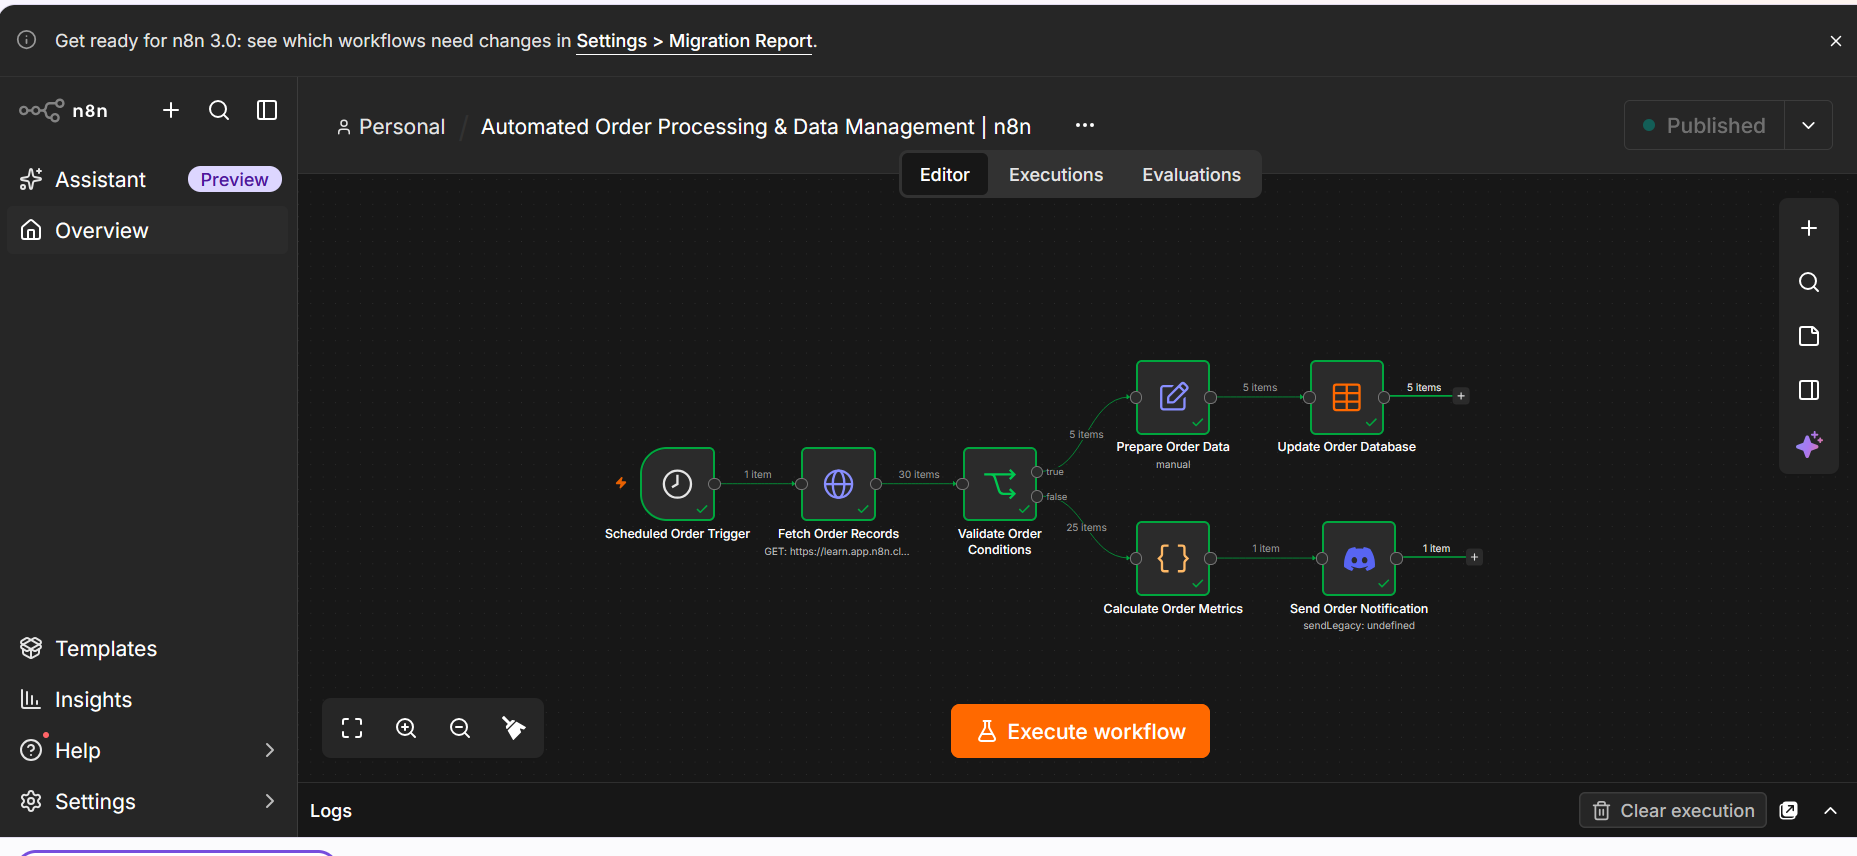 Get ready for n8n 3.0: see which workflows need changes in Settings > Migration Report.
n8n
Personal / Automated Order Processing & Data Management | n8n
Published
Editor
Executions
Evaluations
Assistant
Preview
Overview
5 items
5 items
5 items
Prepare Order Data
manual
Update Order Database
1 item
30 items
true
false
Scheduled Order Trigger
Fetch Order Records
GET: https://learn.app.n8n.cl...
Validate Order
Conditions
25 items
1 item
1 item
Calculate Order Metrics
Send Order Notification
sendLegacy: undefined
Templates
Insights
Help
Settings
Execute workflow
Logs
Clear execution